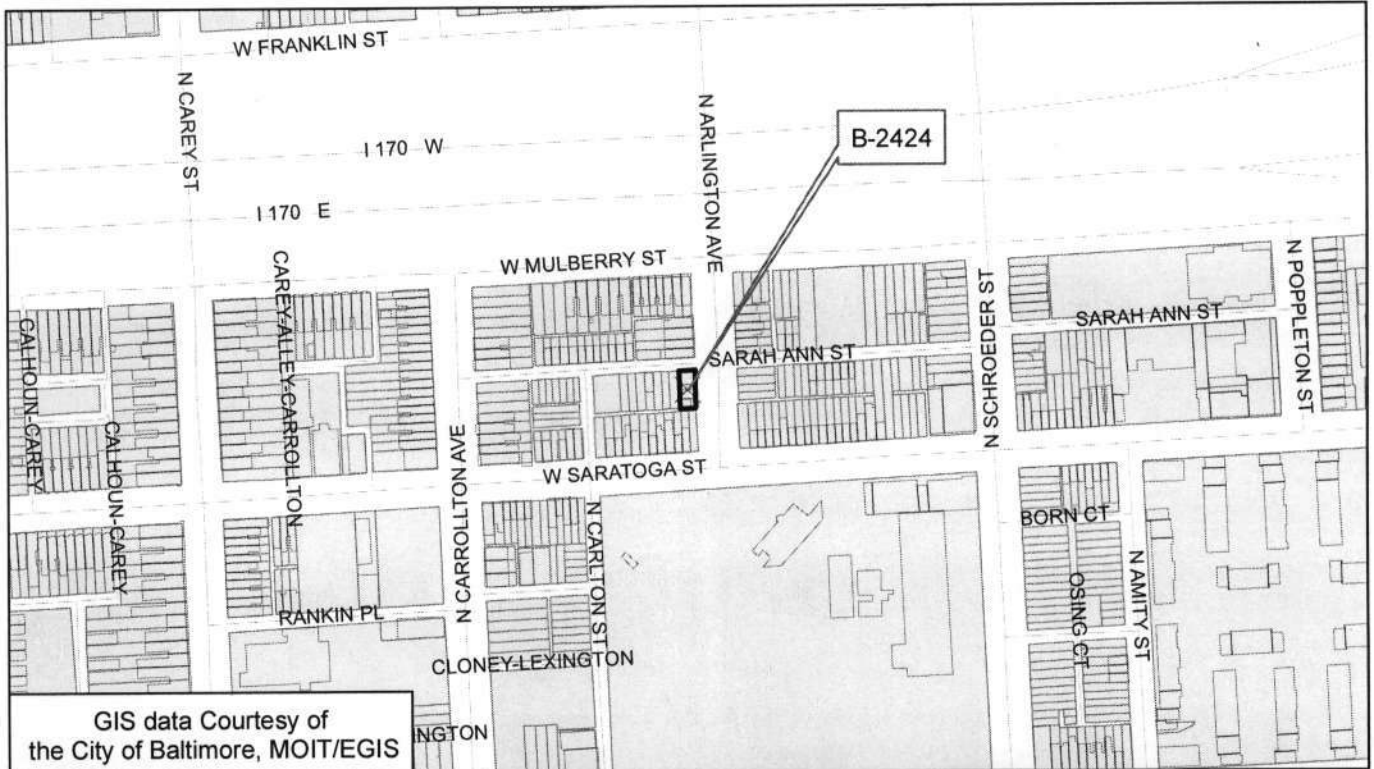 W FRANKLIN ST
N CAREY ST
I 170 W
N ARLINGTON AVE
B-2424
I 170 E
W MULBERRY ST
CAREY-ALLEY-CARROLLTON
N SCHROEDER ST
N POPPLETON ST
SARAH ANN ST
SARAH ANN ST
CALHOUN-CAREY
CALHOUN-CAREY
N CARROLLTON AVE
W SARATOGA ST
N CARLTON ST
BORN CT
OSING CT
N AMITY ST
RANKIN PL
CLONEY-LEXINGTON
NGTON
GIS data Courtesy of
the City of Baltimore, MOIT/EGIS